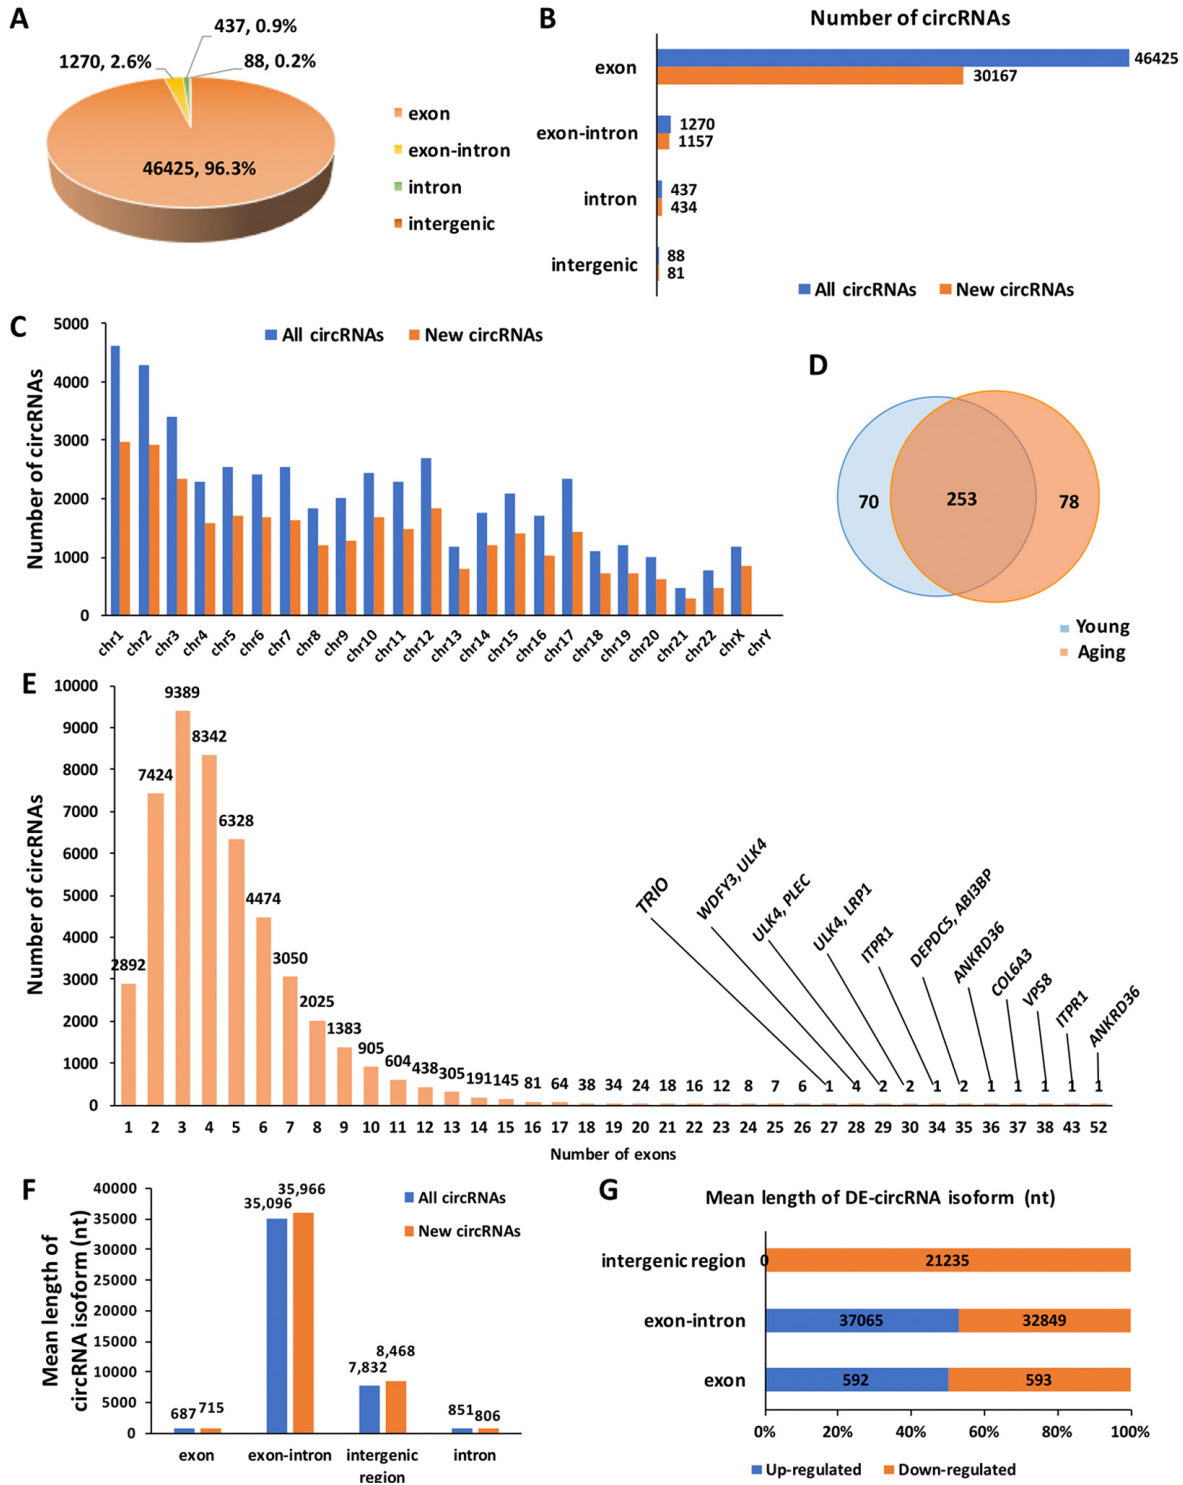 A
437, 0.9%
1270, 2.6%
88, 0.2%
46425, 96.3%
exon
exon-intron
intron
intergenic
B
Number of circRNAs
exon
46425
30167
exon-intron
1270
1157
intron
437
434
intergenic
88
81
All circRNAs
New circRNAs
C
Number of circRNAs
5000
4000
3000
2000
1000
0
All circRNAs
New circRNAs
chr1
chr2
chr3
chr4
chr5
chr6
chr7
chr8
chr9
chr10
chr11
chr12
chr13
chr14
chr15
chr16
chr17
chr18
chr19
chr20
chr21
chr22
chrX
chrY
D
70
253
78
Young
Aging
E
Number of circRNAs
10000
9000
8000
7000
6000
5000
4000
3000
2000
1000
0
2892
7424
9389
8342
6328
4474
3050
2025
1383
905
604
438
305
191
145
81
64
38
34
24
18
16
12
8
7
6
1
4
2
2
1
2
1
1
1
1
1
TRIO
WDFY3, ULK4
ULK4, PLEC
ULK4, LRP1
ITPR1
DEPDC5, ABI3BP
ANKRD36
COL6A3
VPS8
ITPR1
ANKRD36
1 2 3 4 5 6 7 8 9 10 11 12 13 14 15 16 17 18 19 20 21 22 23 24 25 26 27 28 29 30 34 35 36 37 38 43 52
Number of exons
F
Mean length of
circRNA isoform (nt)
40000
35000
30000
25000
20000
15000
10000
5000
0
All circRNAs
New circRNAs
687
715
35,096
35,966
7,832
8,468
851
806
exon
exon-intron
intergenic
region
intron
G
Mean length of DE-circRNA isoform (nt)
intergenic region
0
21235
exon-intron
37065
32849
exon
592
593
0% 20% 40% 60% 80% 100%
Up-regulated
Down-regulated